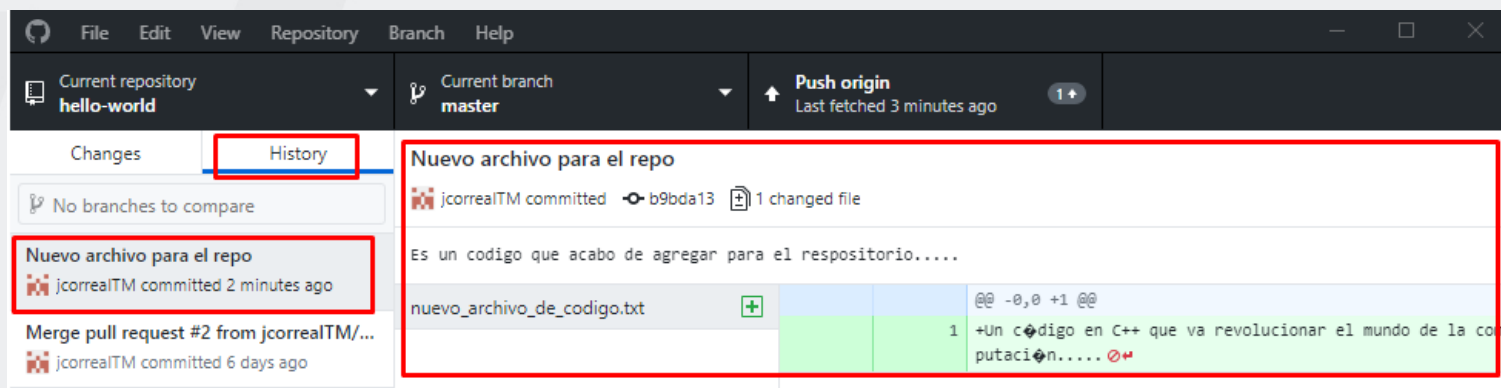 File Edit View Repository Branch Help
Current repository
hello-world
Current branch
master
Push origin
Last fetched 3 minutes ago
1
Changes History
No branches to compare
Nuevo archivo para el repo
jcorrealTM committed 2 minutes ago
Merge pull request #2 from jcorrealTM/...
jcorrealTM committed 6 days ago
Nuevo archivo para el repo
jcorrealTM committed b9bda13 1 changed file
Es un codigo que acabo de agregar para el respositorio.....
nuevo_archivo_de_codigo.txt
@@ -0,0 +1 @@
1 +Un c�digo en C++ que va revolucionar el mundo de la com
putaci�n.....